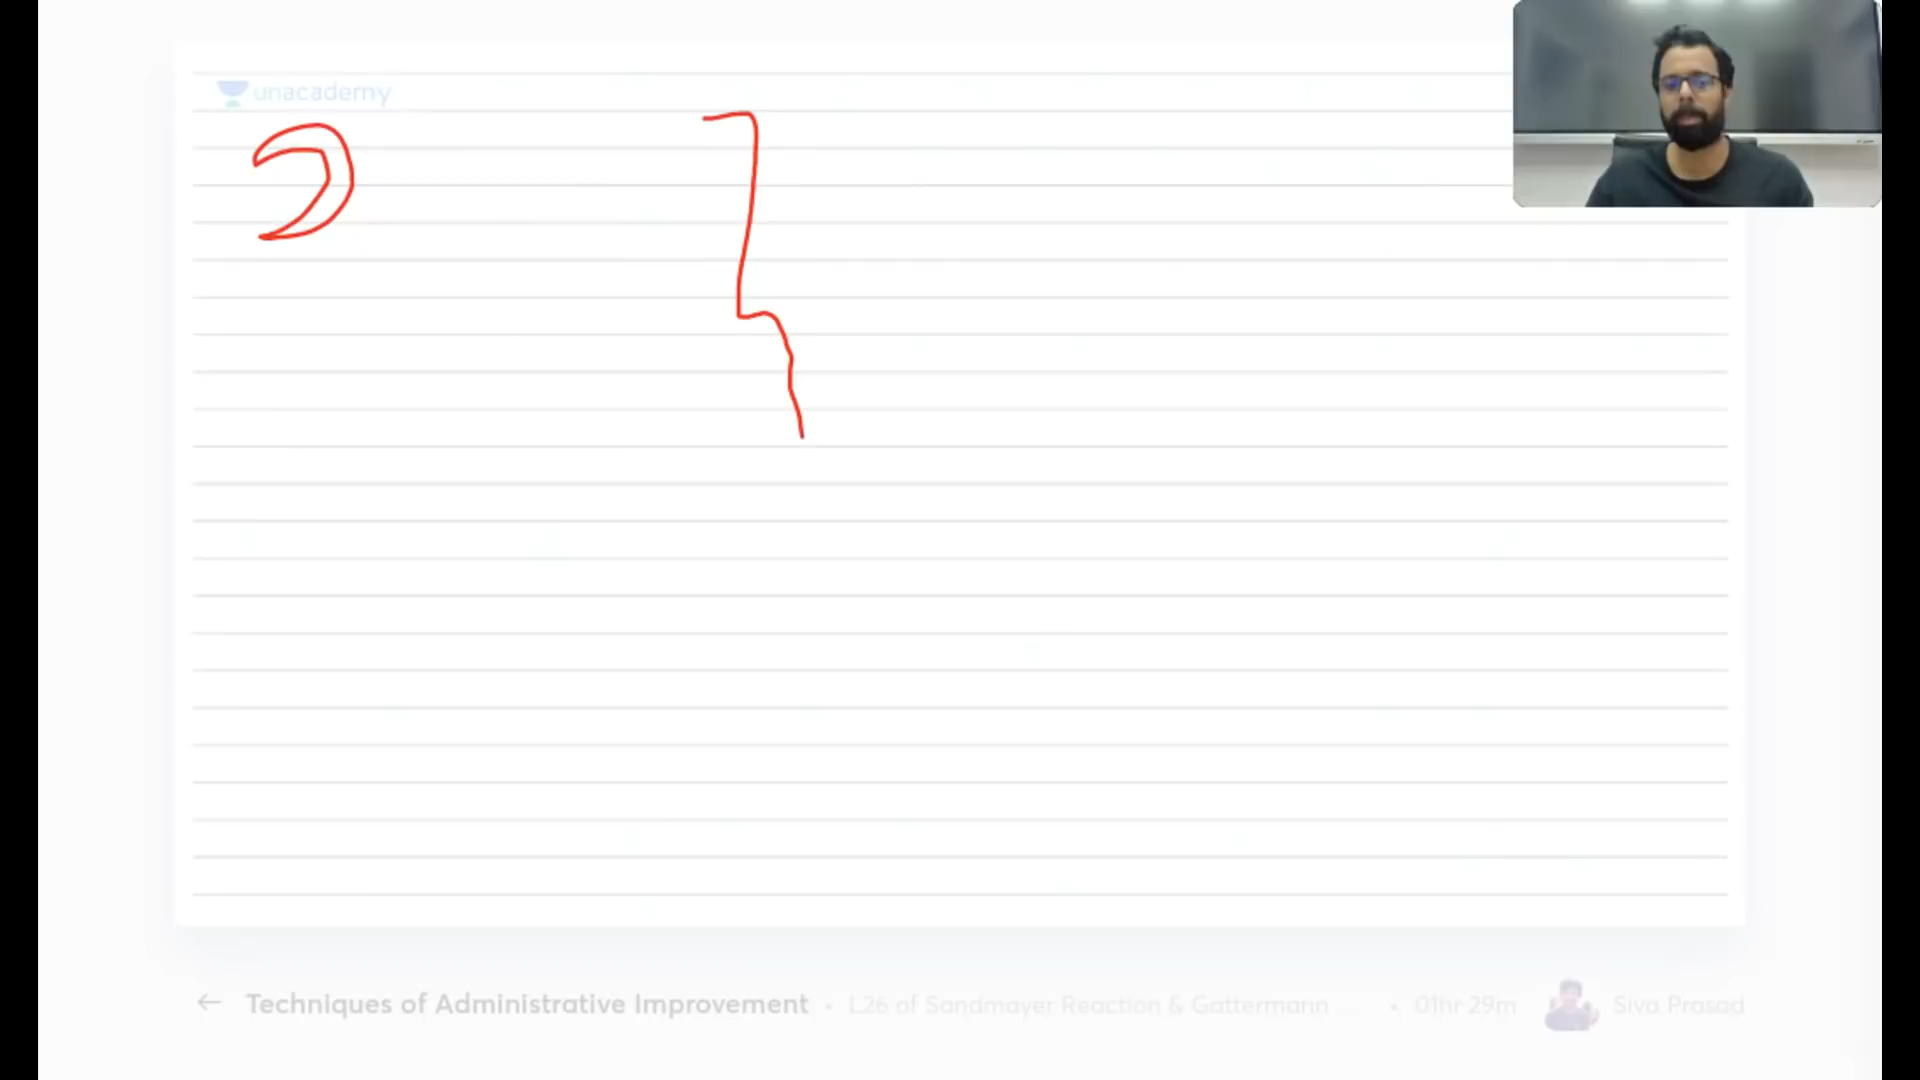 unacademy
← Techniques of Administrative Improvement • L26 of Sandmayer Reaction & Gattermann ... • 01hr 29m Siva Prasad